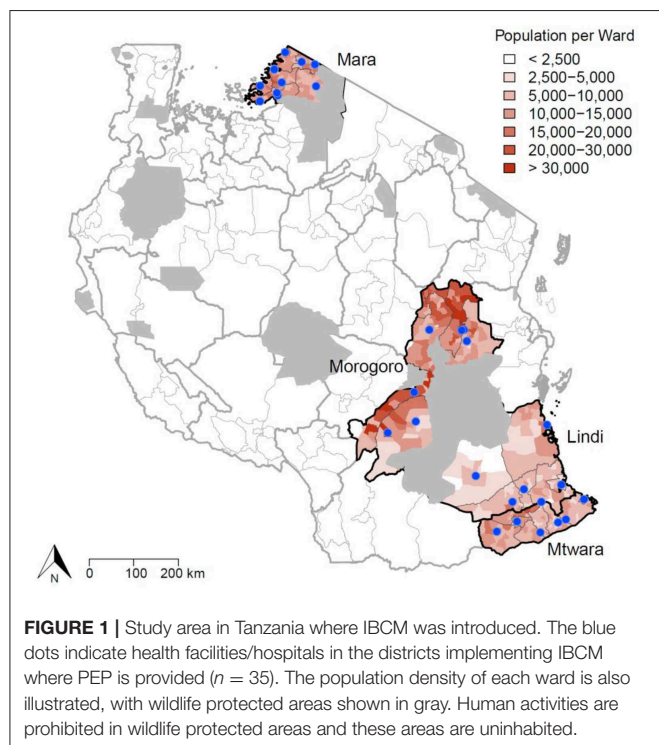 Mara
Population per Ward
< 2,500
2,500–5,000
5,000–10,000
10,000–15,000
15,000–20,000
20,000–30,000
> 30,000
Morogoro
Lindi
Mtwara
N
0 100 200 km
FIGURE 1 | Study area in Tanzania where IBCM was introduced. The blue
dots indicate health facilities/hospitals in the districts implementing IBCM
where PEP is provided (n = 35). The population density of each ward is also
illustrated, with wildlife protected areas shown in gray. Human activities are
prohibited in wildlife protected areas and these areas are uninhabited.